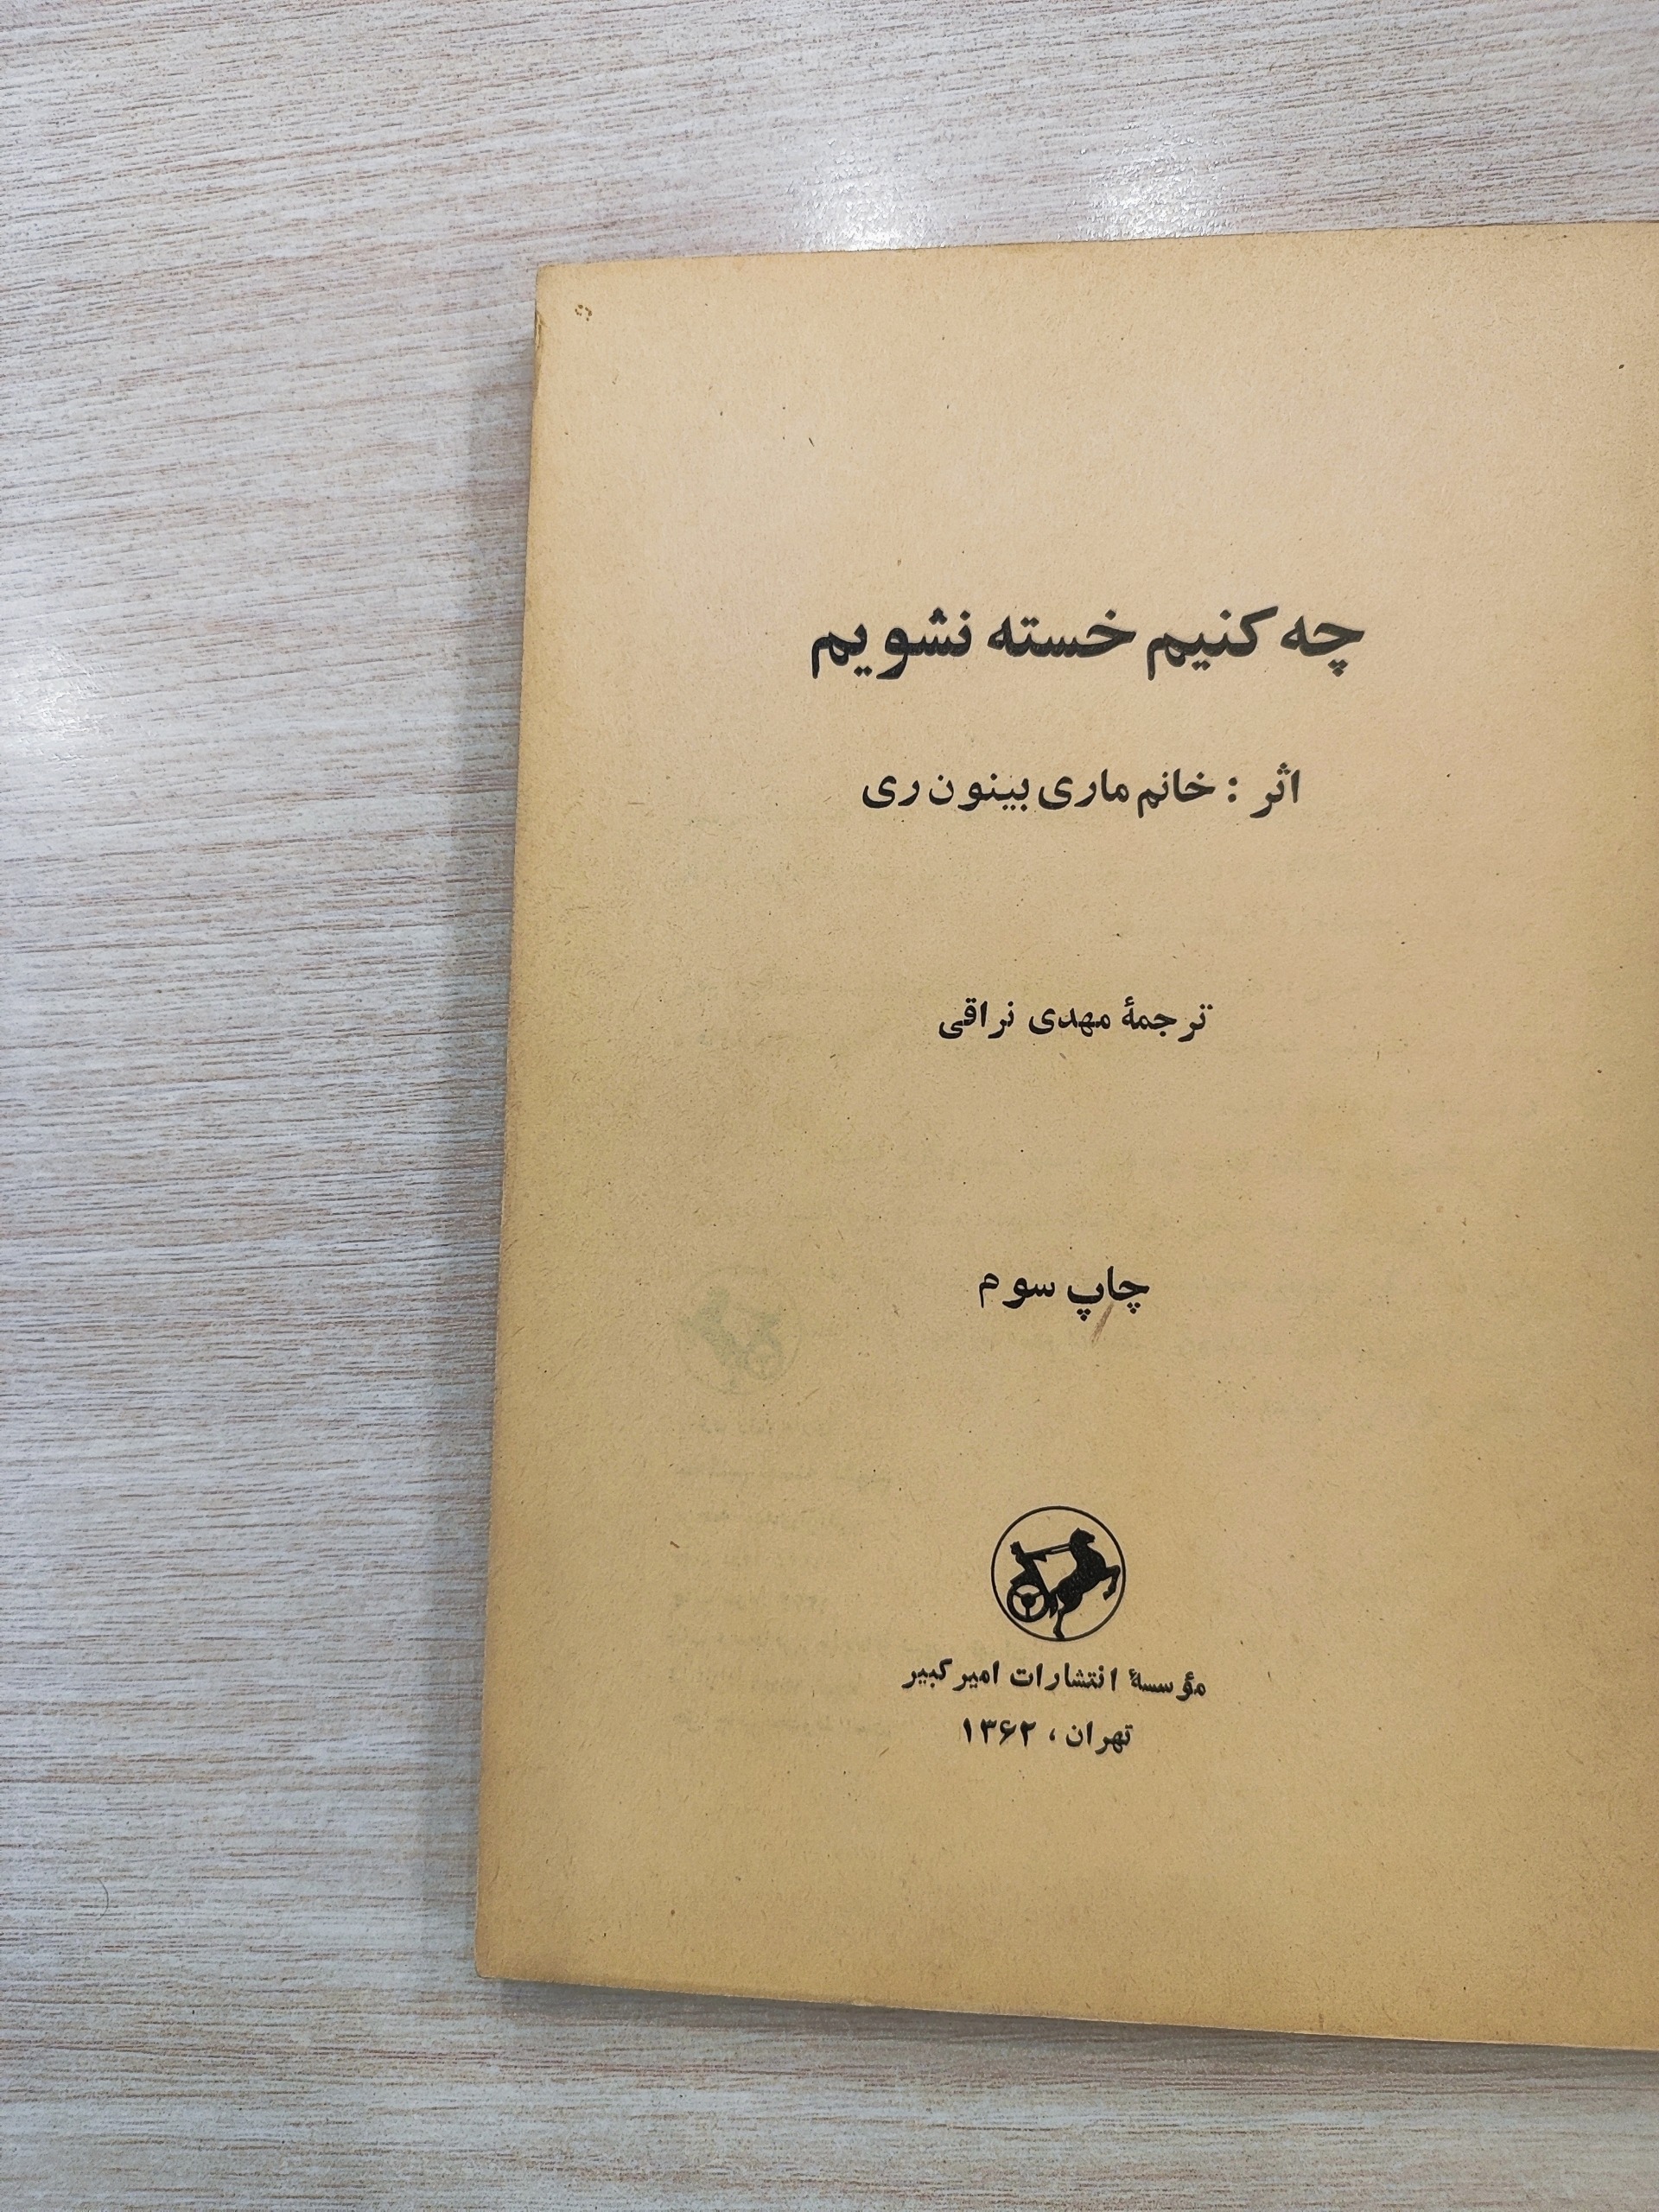 چه کنیم خسته نشویم
اثر : خانم ماری بینون ری
ترجمهٔ مهدی نراقی
چاپ سوم
مؤسسهٔ انتشارات امیرکبیر
تهران، ۱۳۶۲